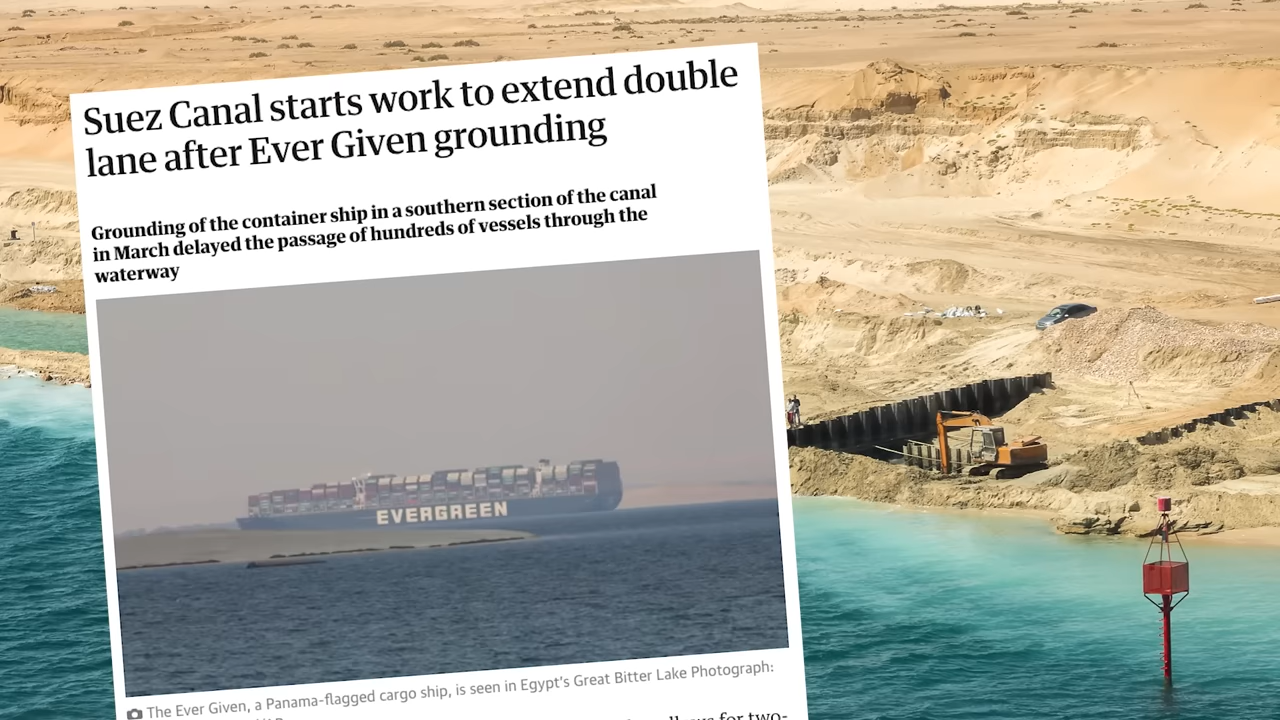 Suez Canal starts work to extend double
lane after Ever Given grounding
Grounding of the container ship in a southern section of the canal
in March delayed the passage of hundreds of vessels through the
waterway
EVERGREEN
The Ever Given, a Panama-flagged cargo ship, is seen in Egypt's Great Bitter Lake Photograph:
for two-